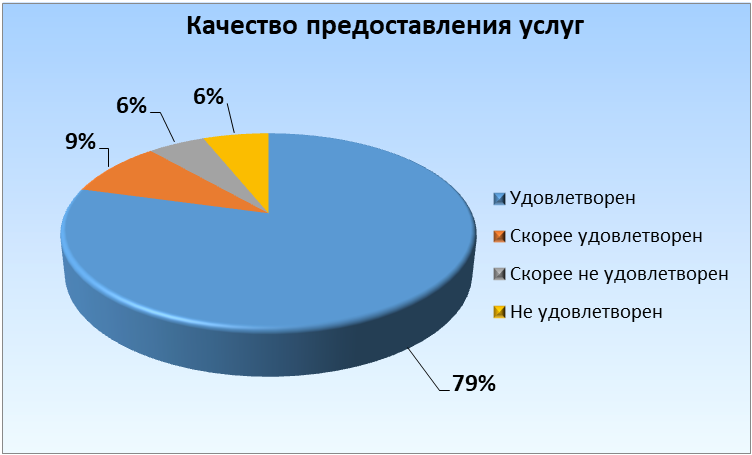 Качество предоставления услуг
6%
6%
9%
Удовлетворен
Скорее удовлетворен
Скорее не удовлетворен
Не удовлетворен
79%